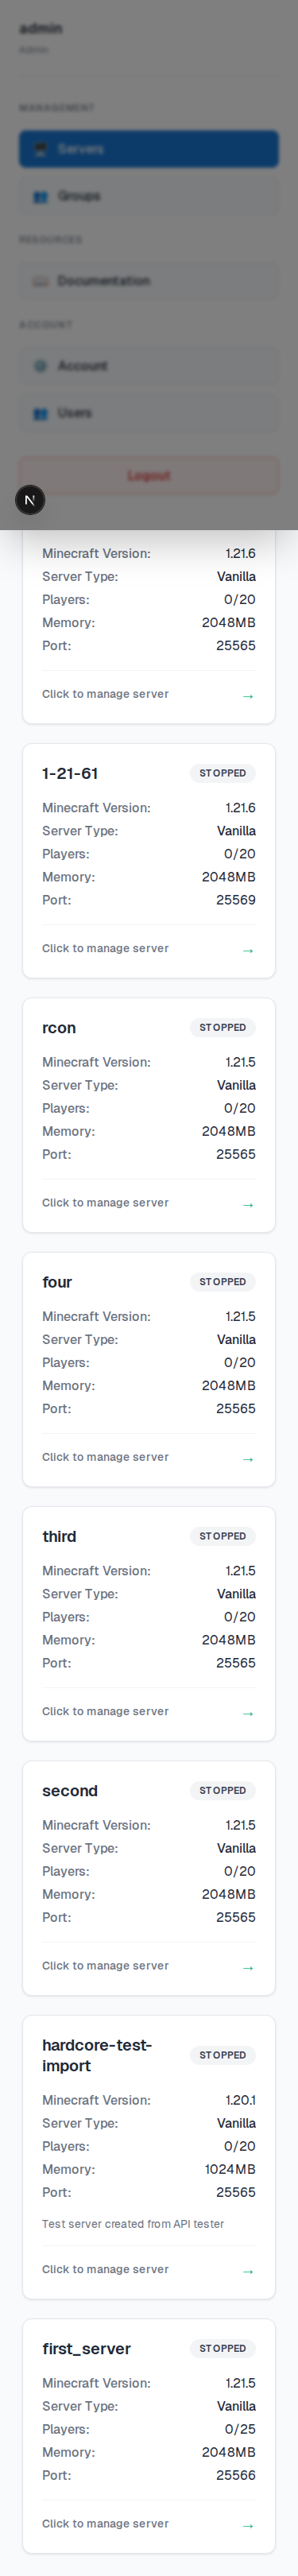 admin
Admin
MANAGEMENT
Servers
Groups
RESOURCES
Documentation
ACCOUNT
Account
Users
Logout
N
Minecraft Version: 1.21.6
Server Type: Vanilla
Players: 0/20
Memory: 2048MB
Port: 25565
Click to manage server →
1-21-61 STOPPED
Minecraft Version: 1.21.6
Server Type: Vanilla
Players: 0/20
Memory: 2048MB
Port: 25569
Click to manage server →
rcon STOPPED
Minecraft Version: 1.21.5
Server Type: Vanilla
Players: 0/20
Memory: 2048MB
Port: 25565
Click to manage server →
four STOPPED
Minecraft Version: 1.21.5
Server Type: Vanilla
Players: 0/20
Memory: 2048MB
Port: 25565
Click to manage server →
third STOPPED
Minecraft Version: 1.21.5
Server Type: Vanilla
Players: 0/20
Memory: 2048MB
Port: 25565
Click to manage server →
second STOPPED
Minecraft Version: 1.21.5
Server Type: Vanilla
Players: 0/20
Memory: 2048MB
Port: 25565
Click to manage server →
hardcore-test-
import STOPPED
Minecraft Version: 1.20.1
Server Type: Vanilla
Players: 0/20
Memory: 1024MB
Port: 25565
Test server created from API tester
Click to manage server →
first_server STOPPED
Minecraft Version: 1.21.5
Server Type: Vanilla
Players: 0/25
Memory: 2048MB
Port: 25566
Click to manage server →